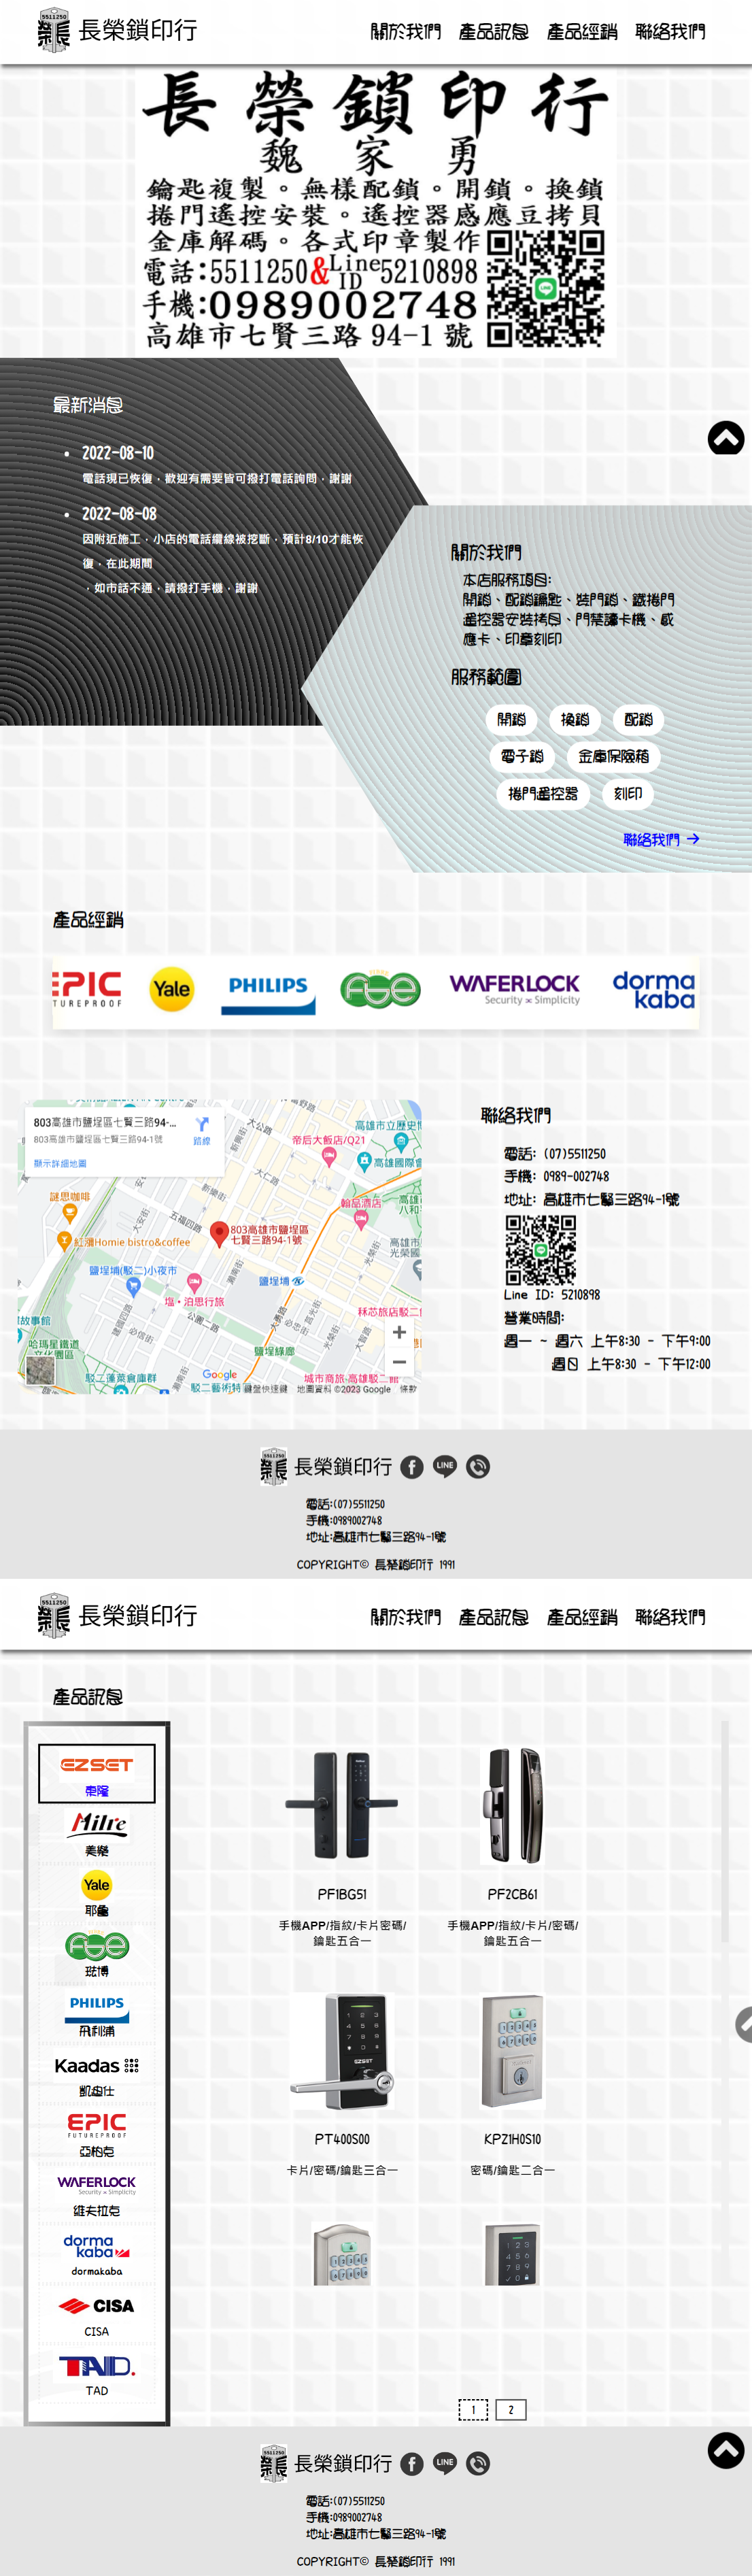 5511250
長榮鎖印行
關於我們 產品訊息 產品經銷 聯絡我們
長榮鎖印行
魏家勇
鑰匙複製。無樣配鎖。開鎖。換鎖
捲門遙控安裝。遙控器感應豆拷貝
金庫解碼。各式印章製作
電話:5511250&Line ID 5210898
手機:0989002748
高雄市七賢三路 94-1 號
LINE
最新消息
2022-08-10
電話現已恢復,歡迎有需要皆可撥打電話詢問,謝謝
2022-08-08
因附近施工,小店的電話纜線被挖斷,預計8/10才能恢
復,在此期間
,如市話不通,請撥打手機,謝謝
關於我們
本店服務項目:
開鎖、配鎖鑰匙、裝門鎖、鐵捲門
遙控器安裝拷貝、門禁讀卡機、感
應卡、印章刻印
服務範圍
開鎖 換鎖 配鎖
電子鎖 金庫保險箱
捲門遙控器 刻印
聯絡我們 →
產品經銷
EPIC
TUREPROOF
Yale
PHILIPS
WAFERLOCK
Security × Simplicity
dorma
kaba
803高雄市鹽埕區七賢三路94-...
803高雄市鹽埕區七賢三路94-1號
路線
顯示詳細地圖
大公路
帝后大飯店/Q21
高雄市立歷史博
高雄國際會
大仁路
新樂街
謎思咖啡
大安街
五福四路
翰品酒店
紅瀾Homie.bistro&coffee
803高雄市鹽埕區
七賢三路94-1號
鹽埕埔(駁二)小夜市
塩・泊思行旅
鹽埕埔
秝芯旅店駁二
哈瑪星鐵道
文化園區
公園二路
鹽埕綠廊
駁二蓬萊倉庫群
Google
駁二藝術特
城市商旅-高雄駁二館
鍵盤快速鍵 地圖資料 ©2023 Google 條款
聯絡我們
電話: (07)5511250
手機: 0989-002748
地址: 高雄市七賢三路94-1號
Line ID: 5210898
營業時間:
週一 ~ 週六 上午8:30 - 下午9:00
週日 上午8:30 - 下午12:00
5511250
長榮鎖印行
LINE
電話:(07)5511250
手機:0989002748
地址:高雄市七賢三路94-1號
COPYRIGHT© 長榮鎖印行 1991
5511250
長榮鎖印行
關於我們 產品訊息 產品經銷 聯絡我們
產品訊息
EZSET
東隆
Milre
美樂
Yale
耶魯
琺博
PHILIPS
飛利浦
Kaadas
凱迪仕
EPIC
FUTUREPROOF
亞柏克
WAFERLOCK
Security × Simplicity
維夫拉克
dorma
kaba
dormakaba
CISA
CISA
TAD.
TAD
PF1BG51
手機APP/指紋/卡片密碼/
鑰匙五合一
PF2CB61
手機APP/指紋/卡片/密碼/
鑰匙五合一
EZSET
PT400S00
卡片/密碼/鑰匙三合一
KPZ1H0S10
密碼/鑰匙二合一
1 2
5511250
長榮鎖印行
LINE
電話:(07)5511250
手機:0989002748
地址:高雄市七賢三路94-1號
COPYRIGHT© 長榮鎖印行 1991